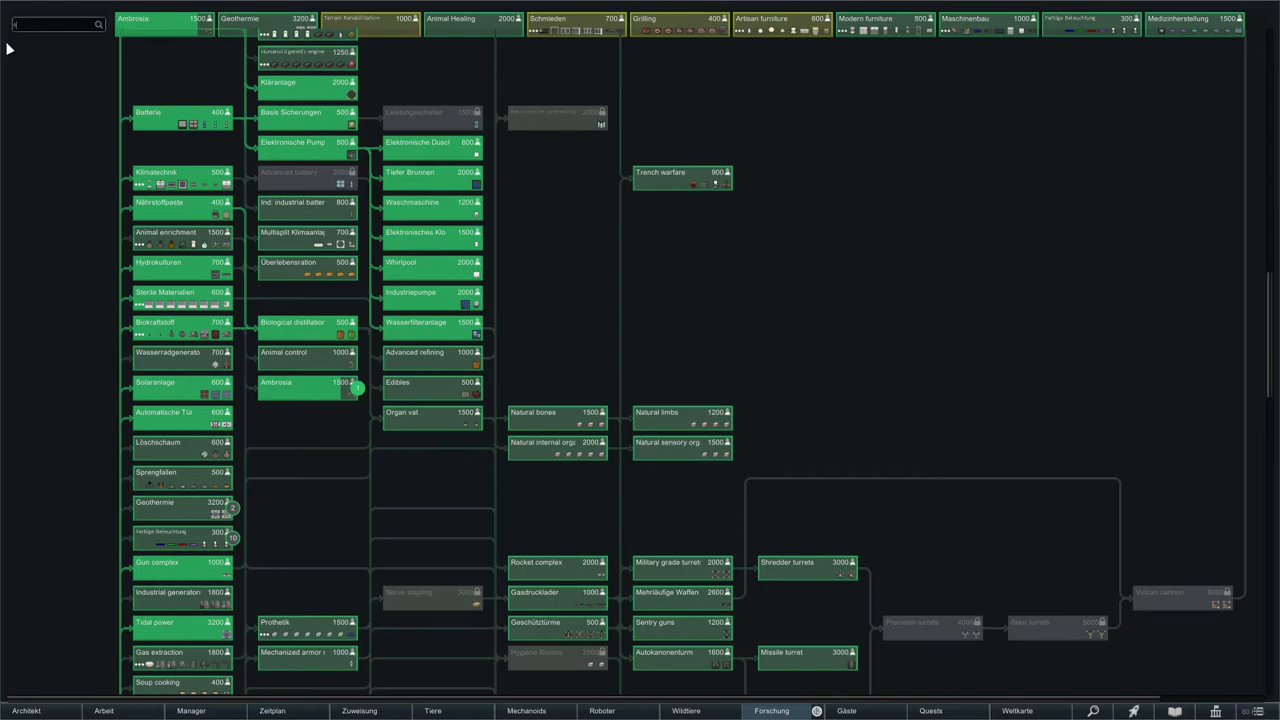 Ambrosia 1500
Geothermie 3200
Terrain Rehabilitation 1000
Animal Healing 2000
Schmieden 700
Grilling 400
Artisan furniture 800
Modern furniture 800
Maschinenbau 1000
Farbige Beleuchtung 300
Medizinherstellung 1500
1250
Kläranlage 2000
Batterie 400
Basis Sicherungen 500
Leistungsschalter 1500
2000
Elektronische Pump 500
Elektronische Dusch 800
Klimatechnik 500
Advanced battery
Tiefer Brunnen 2000
Trench warfare 900
Nährstoffpaste 400
Ind: industrial batter 800
Waschmaschine 1200
Animal enrichment 1500
Multisplit Klimaanlag 700
Elektronisches Klo
Hydrokulturen 700
Überlebensration 500
Whirlpool 2000
Sterile Materialien 600
Industriepumpe 2000
Biokraftstoff 700
Biological distillation 500
Wasserfilteranlage 1500
Wasserradgenerato 700
Animal control 1000
Advanced refining 1000
Solaranlage 600
Ambrosia 1500
1
Edibles 500
Automatische Tür 600
Organ vat 1500
Natural bones 1500
Natural limbs 1200
Löschschaum 600
Natural internal orga 2000
Natural sensory org. 1500
Sprengfallen 500
Geothermie 3200
2
Farbige Beleuchtung 300
10
Gun complex 1000
Rocket complex 2000
Military grade turret: 2000
Shredder turrets 3000
Industrial generators 1800
Nerve stapling 3000
Gasdrucklader 1000
Mehrläufige Waffen 2600
Vulcan cannon 6000
Tidal power 3200
Prothetik 600
Geschütztürme 500
Sentry guns 1200
Precision turrets 4000
Blast turrets 5000
Gas extraction 1800
Mechanized armor 1000
Hygiene Bionics 2500
Autokanonenturm 1600
Missile turret 3000
Soup cooking 400
Architekt
Arbeit
Manager
Zeitplan
Zuweisung
Tiere
Mechanoids
Roboter
Wildtiere
Forschung
Gäste
Quests
Weltkarte
60